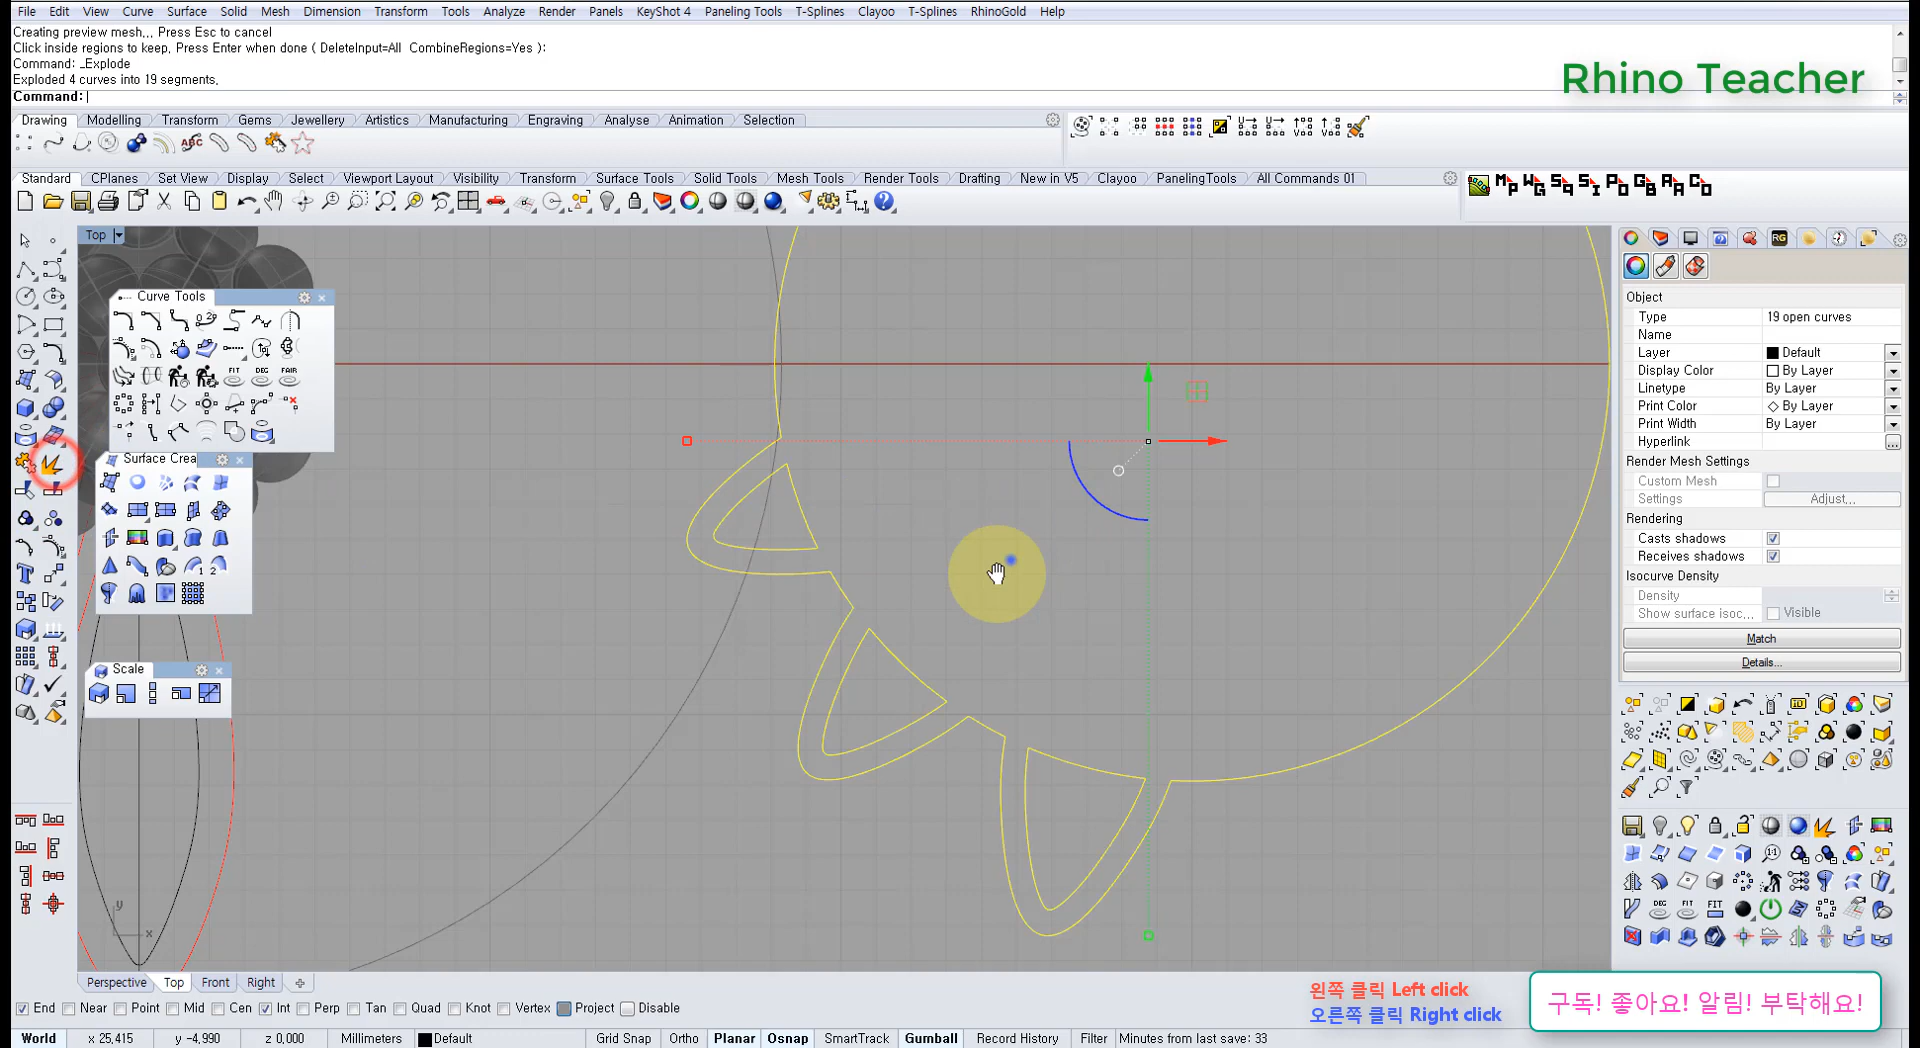 File Edit View Curve Surface Solid Mesh Dimension Transform Tools Analyze Render Panels KeyShot 4 Paneling Tools T-Splines Clayoo T-Splines RhinoGold Help
Creating preview mesh... Press Esc to cancel
Click inside regions to keep. Press Enter when done ( DeleteInput=All CombineRegions=Yes ):
Command: _Explode
Exploded 4 curves into 19 segments.
Command:
Rhino Teacher
Drawing Modelling Transform Gems Jewellery Artistics Manufacturing Engraving Analyse Animation Selection
Standard CPlanes Set View Display Select Viewport Layout Visibility Transform Curve Tools Surface Tools Solid Tools Mesh Tools Render Tools Drafting New in V5 Clayoo PanelingTools All Commands 01
Top
Curve Tools
Surface Crea
Scale
Object
Type 19 open curves
Name
Layer Default
Display Color By Layer
Linetype By Layer
Print Color By Layer
Print Width By Layer
Hyperlink ...
Render Mesh Settings
Custom Mesh
Settings Adjust...
Rendering
Casts shadows
Receives shadows
Isocurve Density
Density
Show surface isoc... Visible
Match
Details...
y
x
Perspective Top Front Right
End Near Point Mid Cen Int Perp Tan Quad Knot Vertex Project Disable
왼쪽 클릭 Left click
오른쪽 클릭 Right click
구독! 좋아요! 알림! 부탁해요!
World x 25,415 y -4,990 z 0,000 Millimeters Default Grid Snap Ortho Planar Osnap SmartTrack Gumball Record History Filter Minutes from last save: 33